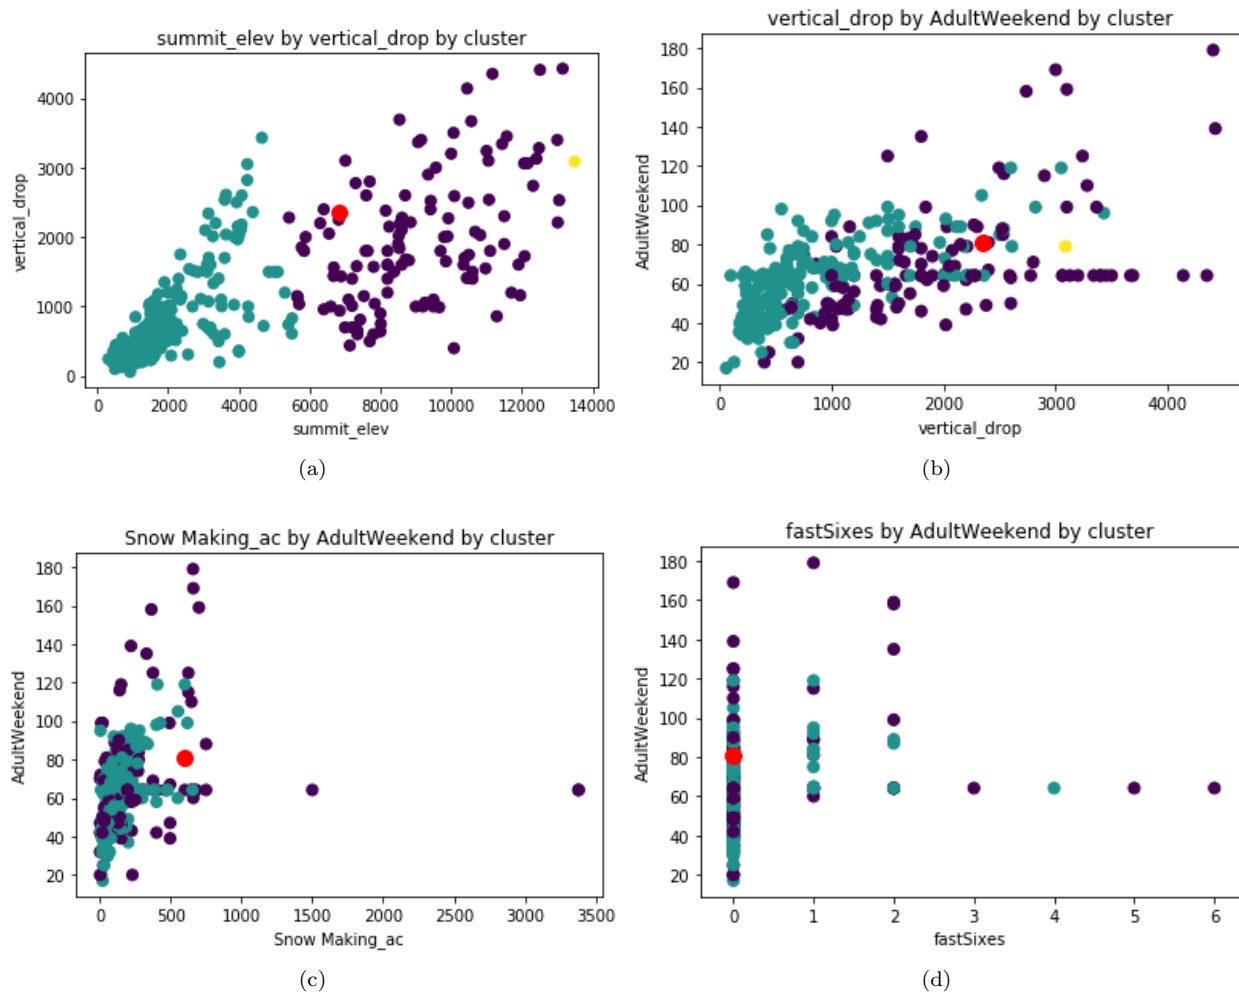 summit_elev by vertical_drop by cluster
vertical_drop
4000
3000
2000
1000
0
0 2000 4000 6000 8000 10000 12000 14000
summit_elev
(a)
vertical_drop by AdultWeekend by cluster
AdultWeekend
180
160
140
120
100
80
60
40
20
0 1000 2000 3000 4000
vertical_drop
(b)
Snow Making_ac by AdultWeekend by cluster
AdultWeekend
180
160
140
120
100
80
60
40
20
0 500 1000 1500 2000 2500 3000 3500
Snow Making_ac
(c)
fastSixes by AdultWeekend by cluster
AdultWeekend
180
160
140
120
100
80
60
40
20
0 1 2 3 4 5 6
fastSixes
(d)